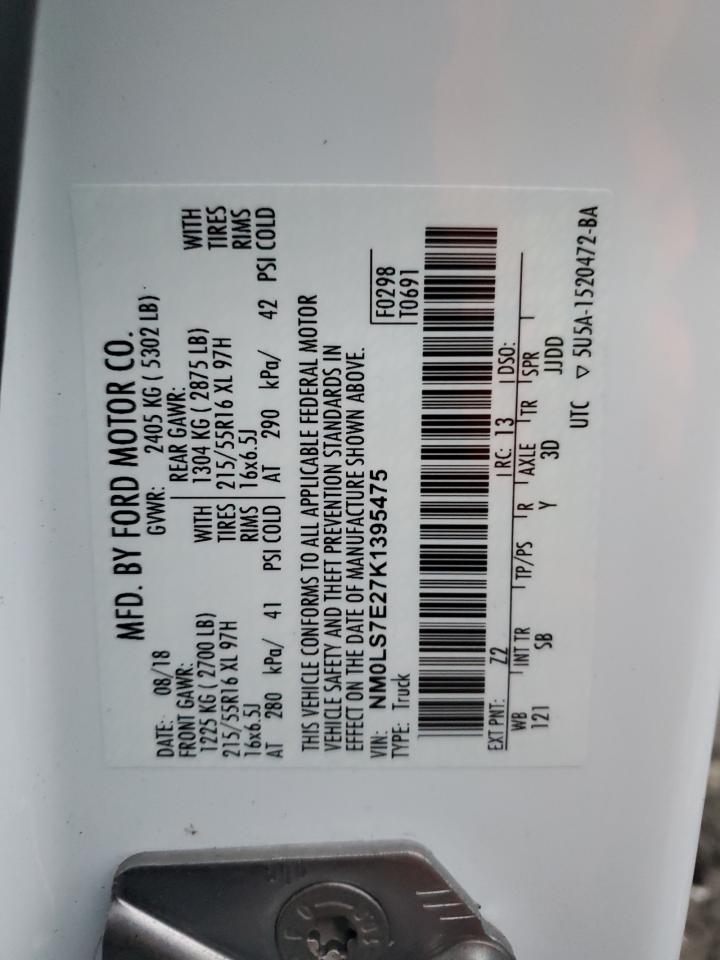 MFD. BY FORD MOTOR CO.
DATE: 08/18 GVWR: 2405 KG ( 5302 LB)
FRONT GAWR: REAR GAWR:
1225 KG ( 2700 LB) WITH 1304 KG ( 2875 LB) WITH
215/55R16 XL 97H TIRES 215/55R16 XL 97H TIRES
16x6.5J RIMS 16x6.5J RIMS
AT 280 kPa/ 41 PSI COLD AT 290 kPa/ 42 PSI COLD
THIS VEHICLE CONFORMS TO ALL APPLICABLE FEDERAL MOTOR
VEHICLE SAFETY AND THEFT PREVENTION STANDARDS IN
EFFECT ON THE DATE OF MANUFACTURE SHOWN ABOVE.
VIN: NM0LS7E27K1395475 F0298
TYPE: Truck T0691
EXT PNT: Z2 RC: 13 DSO:
WB INT TR TP/PS R AXLE TR SPR
121 SB Y 3D JJDD
UTC ▽ 5U5A-1520472-BA